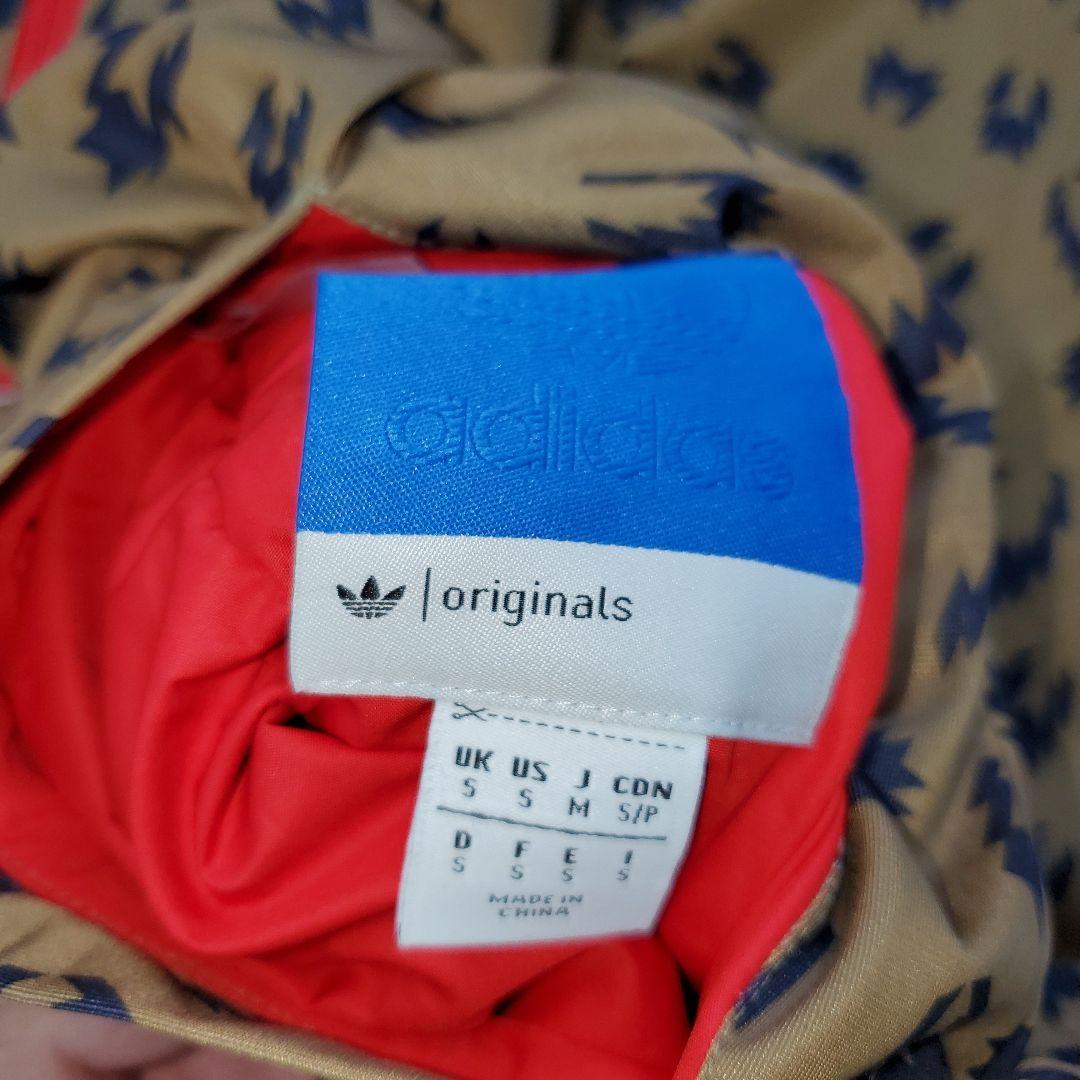 adidas
originals
UK US J CDN
S S M S/P
D F E I
S S S S
MADE IN
CHINA